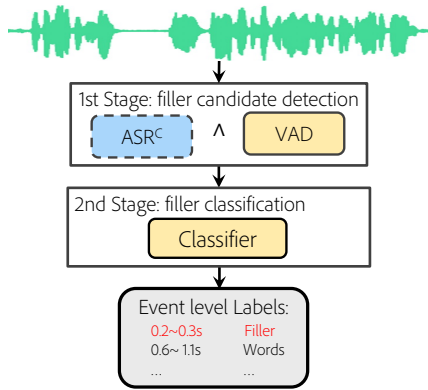 1st Stage: filler candidate detection
ASRᶜ ∧ VAD
2nd Stage: filler classification
Classifier
Event level Labels:
0.2~0.3s Filler
0.6~ 1.1s Words
... ...